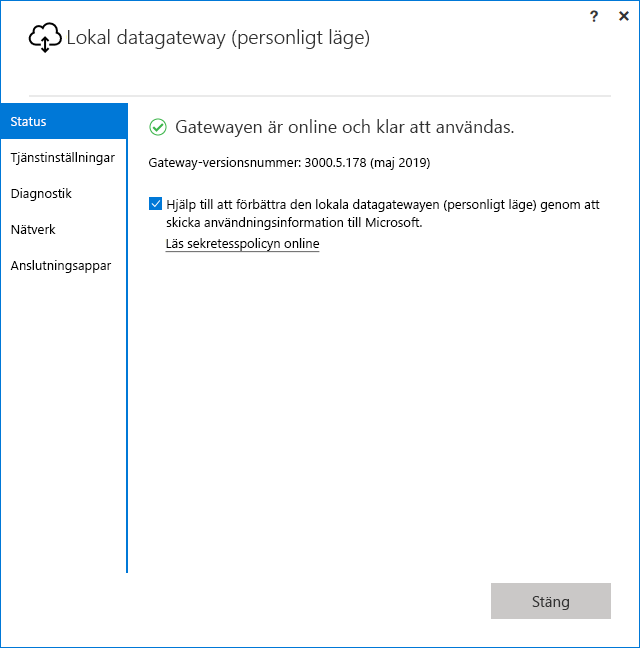 ?
Lokal datagateway (personligt läge)
Status
Tjänstinställningar
Diagnostik
Nätverk
Anslutningsappar
Gatewayen är online och klar att användas.
Gateway-versionsnummer: 3000.5.178 (maj 2019)
Hjälp till att förbättra den lokala datagatewayen (personligt läge) genom att
skicka användningsinformation till Microsoft.
Läs sekretesspolicyn online
Stäng